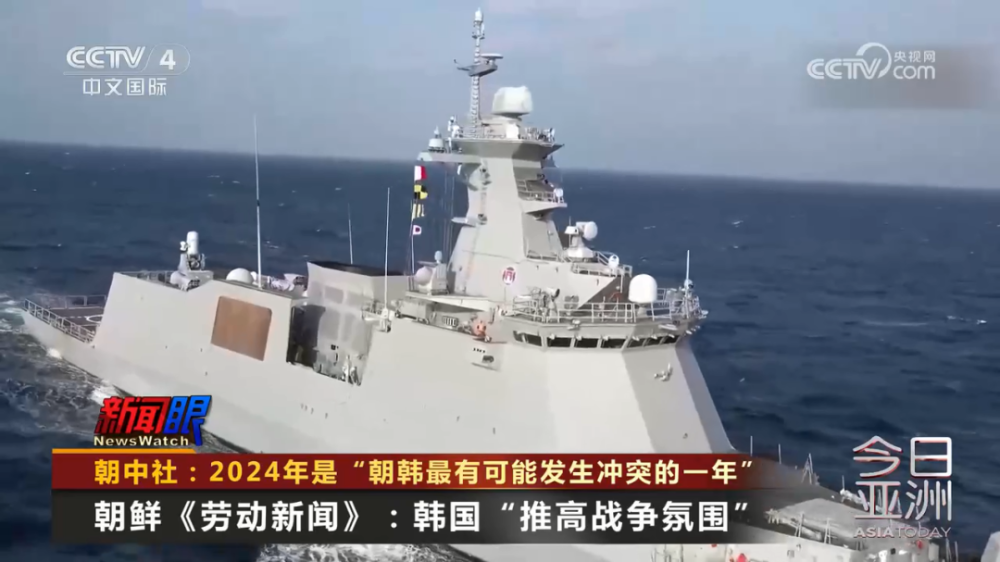 CCTV 4
中文国际
央视网
CCTV com
新闻眼
NewsWatch
朝中社：2024年是“朝韩最有可能发生冲突的一年”
朝鲜《劳动新闻》：韩国“推高战争氛围”
今日
亚洲
ASIA TODAY